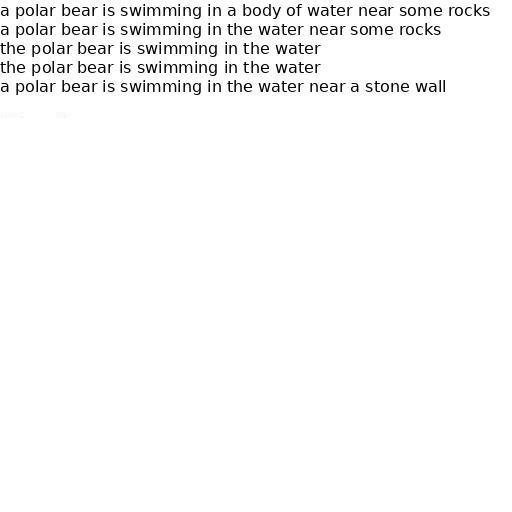 a polar bear is swimming in a body of water near some rocks
a polar bear is swimming in the water near some rocks
the polar bear is swimming in the water
the polar bear is swimming in the water
a polar bear is swimming in the water near a stone wall